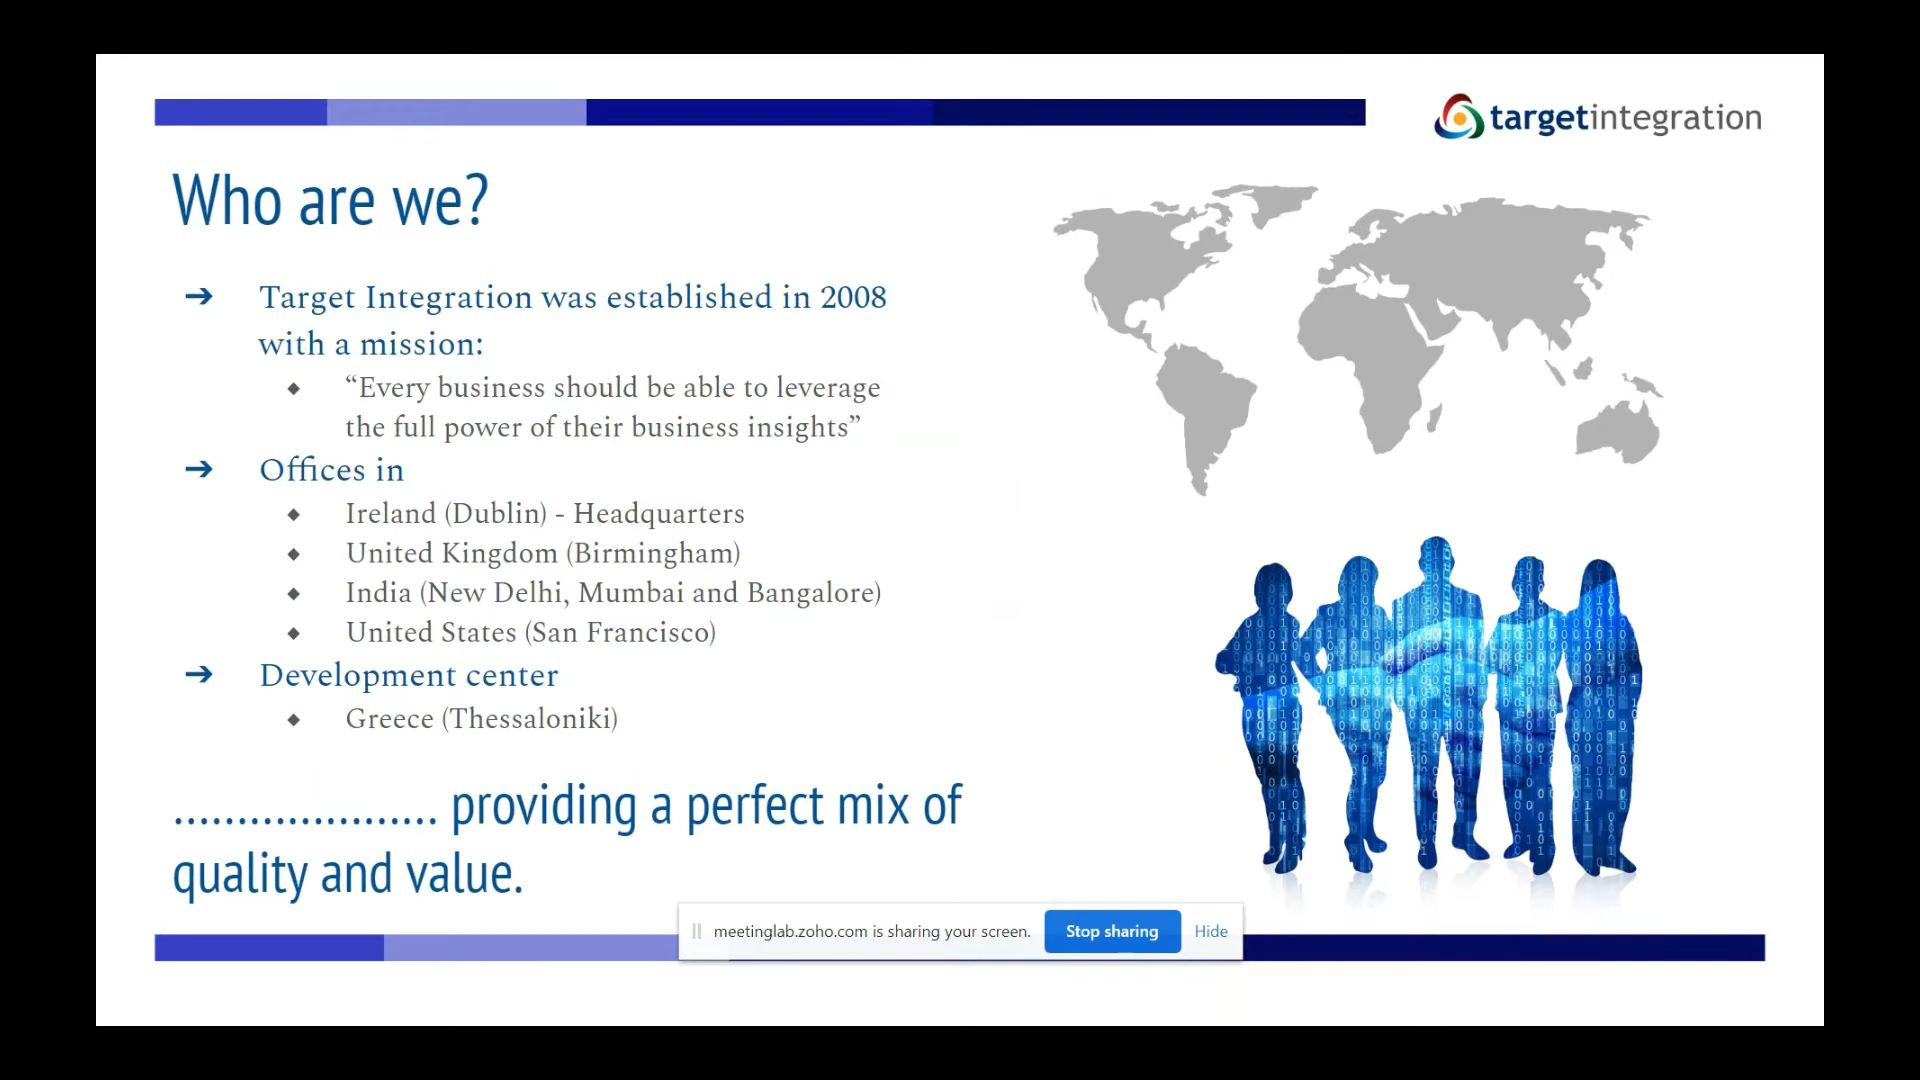 targetintegration
Who are we?
➔ Target Integration was established in 2008
with a mission:
◆ “Every business should be able to leverage
the full power of their business insights”
➔ Offices in
◆ Ireland (Dublin) - Headquarters
◆ United Kingdom (Birmingham)
◆ India (New Delhi, Mumbai and Bangalore)
◆ United States (San Francisco)
➔ Development center
◆ Greece (Thessaloniki)
..................... providing a perfect mix of
quality and value.
meetinglab.zoho.com is sharing your screen. Stop sharing Hide